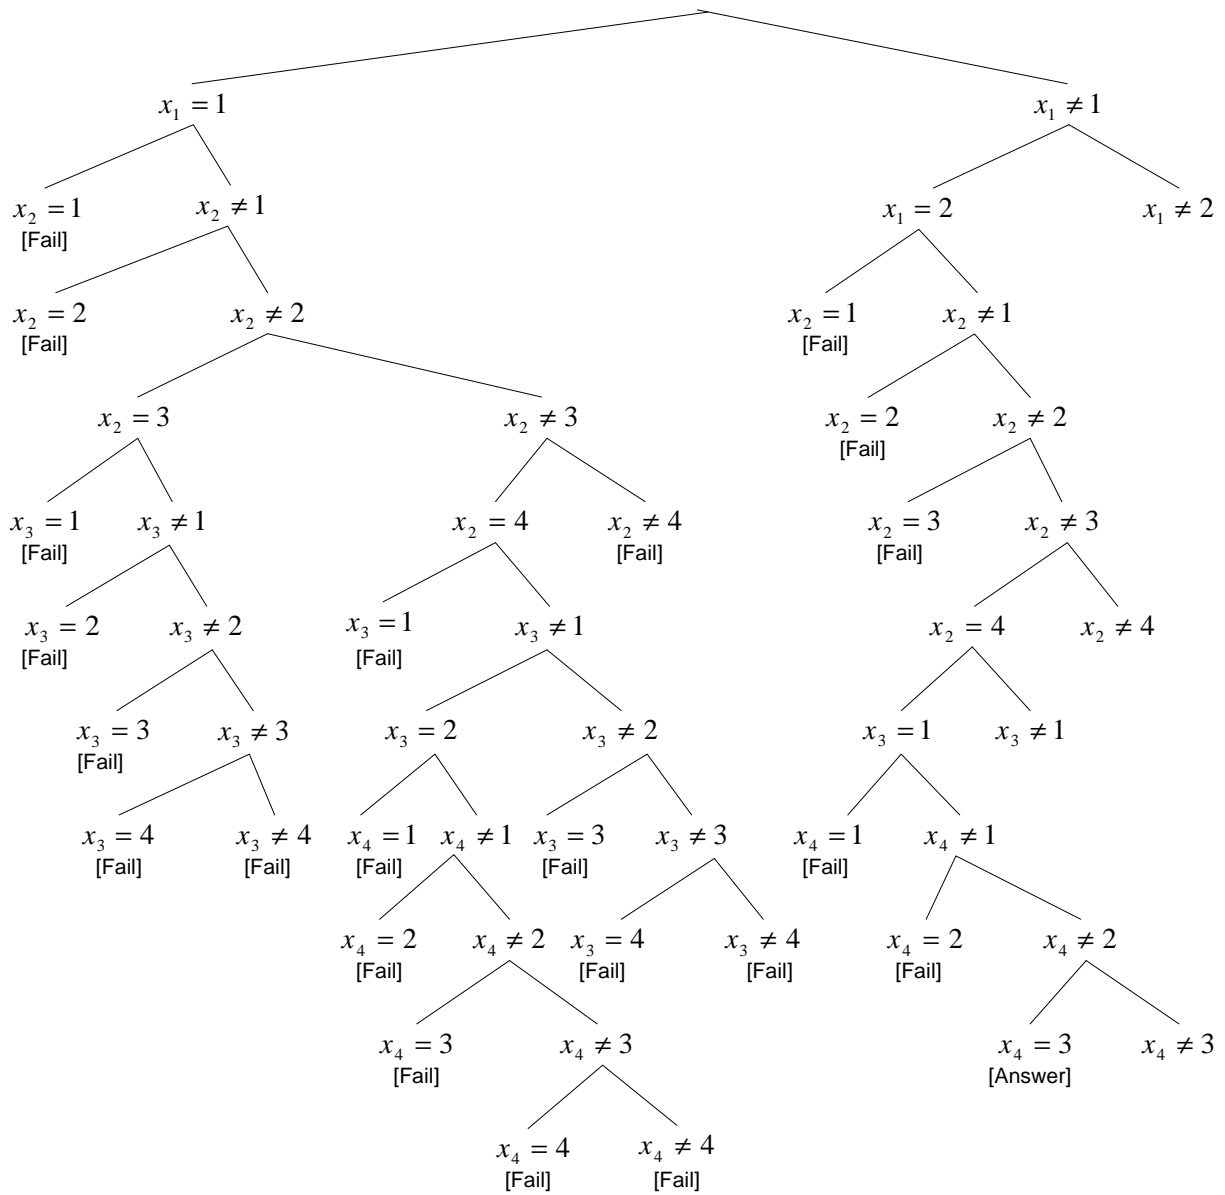 x₁ = 1 x₁ ≠ 1
x₂ = 1 x₂ ≠ 1 x₁ = 2 x₁ ≠ 2
[Fail]
x₂ = 2 x₂ ≠ 2 x₂ = 1 x₂ ≠ 1
[Fail] [Fail]
x₂ = 3 x₂ ≠ 3 x₂ = 2 x₂ ≠ 2
[Fail]
x₃ = 1 x₃ ≠ 1 x₂ = 4 x₂ ≠ 4 x₂ = 3 x₂ ≠ 3
[Fail] [Fail] [Fail]
x₃ = 2 x₃ ≠ 2 x₃ = 1 x₃ ≠ 1 x₂ = 4 x₂ ≠ 4
[Fail] [Fail]
x₃ = 3 x₃ ≠ 3 x₃ = 2 x₃ ≠ 2 x₃ = 1 x₃ ≠ 1
[Fail]
x₃ = 4 x₃ ≠ 4 x₄ = 1 x₄ ≠ 1 x₃ = 3 x₃ ≠ 3 x₄ = 1 x₄ ≠ 1
[Fail] [Fail] [Fail] [Fail] [Fail]
x₄ = 2 x₄ ≠ 2 x₃ = 4 x₃ ≠ 4 x₄ = 2 x₄ ≠ 2
[Fail] [Fail] [Fail] [Fail]
x₄ = 3 x₄ ≠ 3 x₄ = 3 x₄ ≠ 3
[Fail] [Answer]
x₄ = 4 x₄ ≠ 4
[Fail] [Fail]